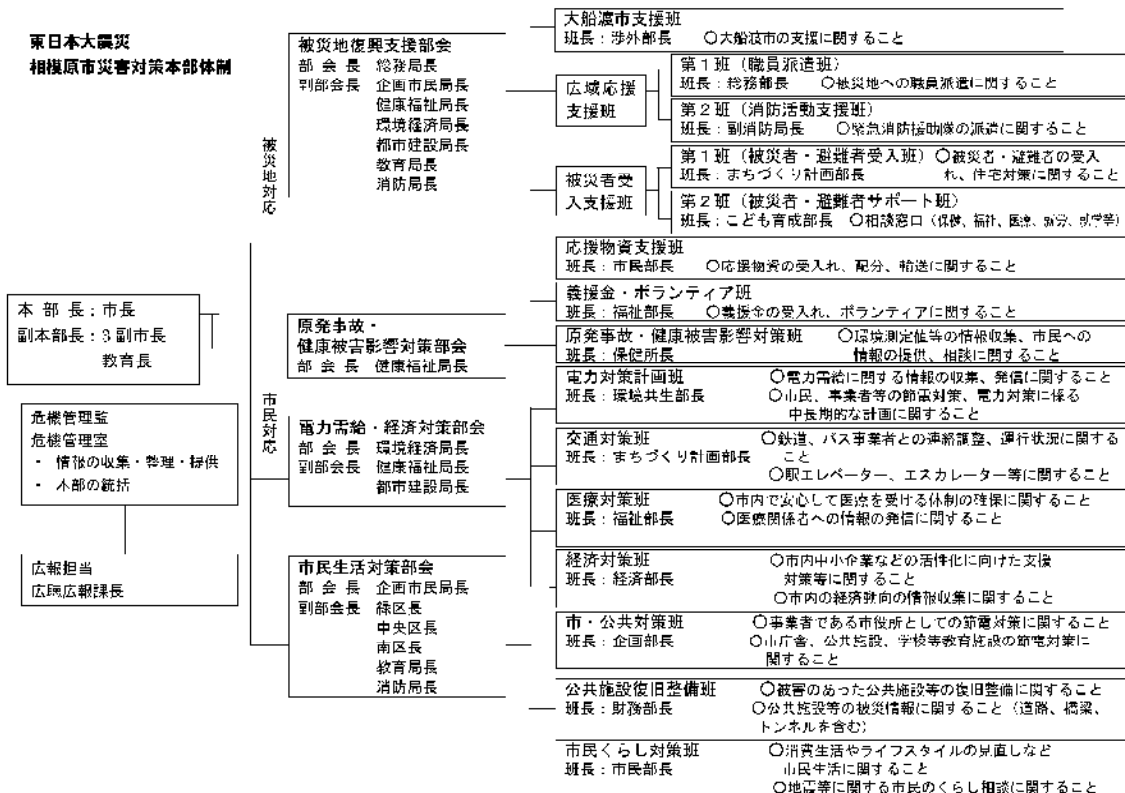 東日本大震災
相模原市災害対策本部体制
本部長：市長
副本部長：3副市長
教育長
危機管理監
危機管理室
・ 情報の収集・整理・提供
・ 本部の統括
広報担当
広聴広報課長
被災地対応
市民対応
被災地復興支援部会
部会長 総務局長
副部会長 企画市民局長
健康福祉局長
環境経済局長
都市建設局長
教育局長
消防局長
原発事故・
健康被害影響対策部会
部会長 健康福祉局長
電力需給・経済対策部会
部会長 環境経済局長
副部会長 健康福祉局長
都市建設局長
市民生活対策部会
部会長 企画市民局長
副部会長 緑区長
中央区長
南区長
教育局長
消防局長
大船渡市支援班
班長：渉外部長 〇大船渡市の支援に関すること
広域応援
支援班
第1班（職員派遣班）
班長：総務部長 〇被災地への職員派遣に関すること
第2班（消防活動支援班）
班長：副消防局長 〇緊急消防援助隊の派遣に関すること
被災者受
入支援班
第1班（被災者・避難者受入班）〇被災者・避難者の受入
班長：まちづくり計画部長 れ、住宅対策に関すること
第2班（被災者・避難者サポート班）
班長：こども育成部長 〇相談窓口（保健、福祉、医療、就労、就学等）
応援物資支援班
班長：市民部長 〇応援物資の受入れ、配分、輸送に関すること
義援金・ボランティア班
班長：福祉部長 〇義援金の受入れ、ボランティアに関すること
原発事故・健康被害影響対策班 〇環境測定値等の情報収集、市民への
班長：保健所長 情報の提供、相談に関すること
電力対策計画班 〇電力需給に関する情報の収集、発信に関すること
班長：環境共生部長 〇市民、事業者等の節電対策、電力対策に係る
中長期的な計画に関すること
交通対策班 〇鉄道、バス事業者との連絡調整、運行状況に関する
班長：まちづくり計画部長 こと
〇駅エレベーター、エスカレーター等に関すること
医療対策班 〇市内で安心して医療を受ける体制の確保に関すること
班長：福祉部長 〇医療関係者への情報の発信に関すること
経済対策班 〇市内中小企業などの活性化に向けた支援
班長：経済部長 対策等に関すること
〇市内の経済動向の情報収集に関すること
市・公共対策班 〇事業者である市役所としての節電対策に関すること
班長：企画部長 〇市庁舎、公共施設、学校等教育施設の節電対策に
関すること
公共施設復旧整備班 〇被害のあった公共施設等の復旧整備に関すること
班長：財務部長 〇公共施設等の被災情報に関すること（道路、橋梁、
トンネルを含む）
市民くらし対策班 〇消費生活やライフスタイルの見直しなど
班長：市民部長 市民生活に関すること
〇地震等に関する市民のくらし相談に関すること